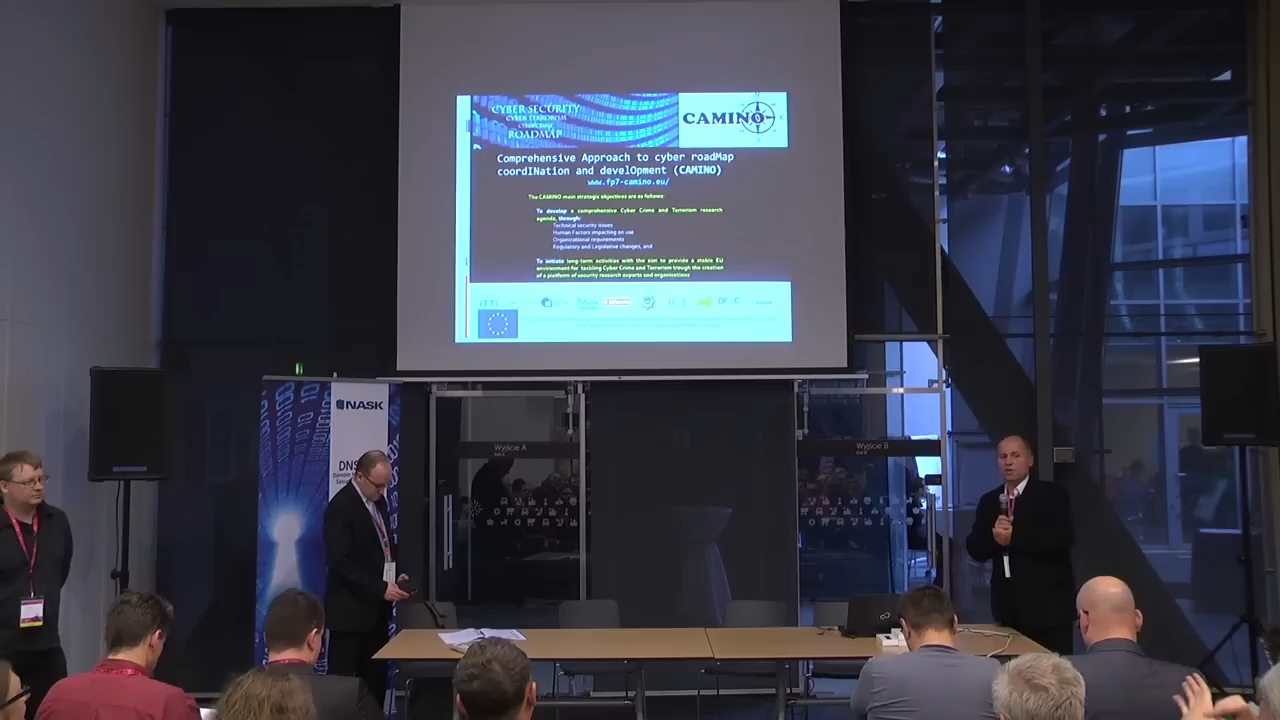 CYBER SECURITY
CYBER TERRORISM
CYBERCRIME
ROADMAP
CAMINO
Comprehensive Approach to cyber roadMap
coordINation and develOpment (CAMINO)
www.fp7-camino.eu/
The CAMINO main strategic objectives are as follows:
To develop a comprehensive Cyber Crime and Terrorism research
agenda, through:
Technical security issues
Human Factors impacting on use
Organizational requirements
Regulatory and Legislative changes, and
To initiate long-term activities with the aim to provide a stable EU
environment for tackling Cyber Crime and Terrorism trough the creation
of a platform of security research experts and organisations
iTTi
NASK
DNS
Wyjście A
Wyjście B